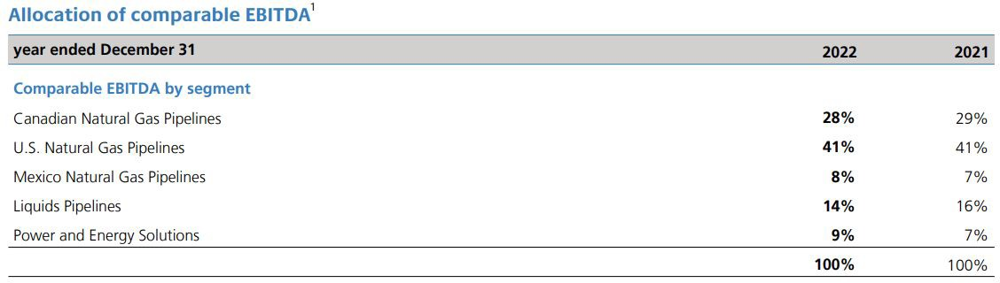 Allocation of comparable EBITDA1
year ended December 31 2022 2021
Comparable EBITDA by segment
Canadian Natural Gas Pipelines 28% 29%
U.S. Natural Gas Pipelines 41% 41%
Mexico Natural Gas Pipelines 8% 7%
Liquids Pipelines 14% 16%
Power and Energy Solutions 9% 7%
100% 100%